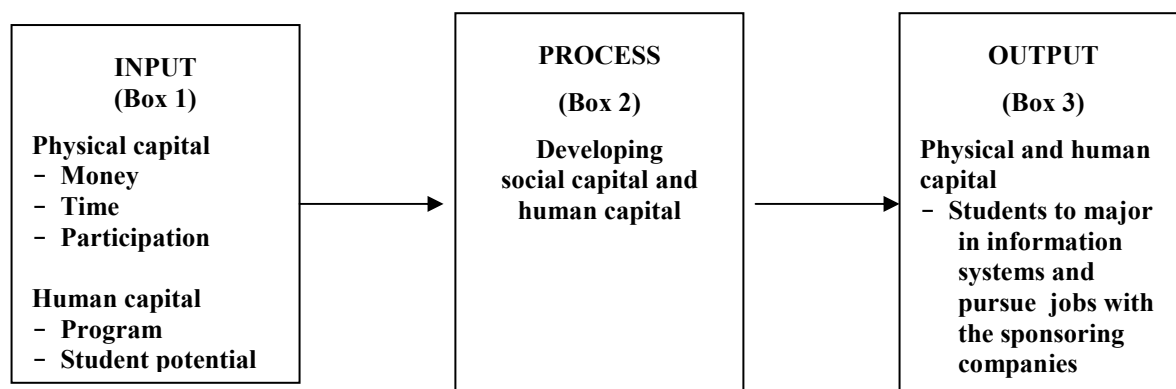 INPUT
(Box 1)
Physical capital
- Money
- Time
- Participation
Human capital
- Program
- Student potential
PROCESS
(Box 2)
Developing
social capital and
human capital
OUTPUT
(Box 3)
Physical and human
capital
- Students to major
in information
systems and
pursue jobs with
the sponsoring
companies